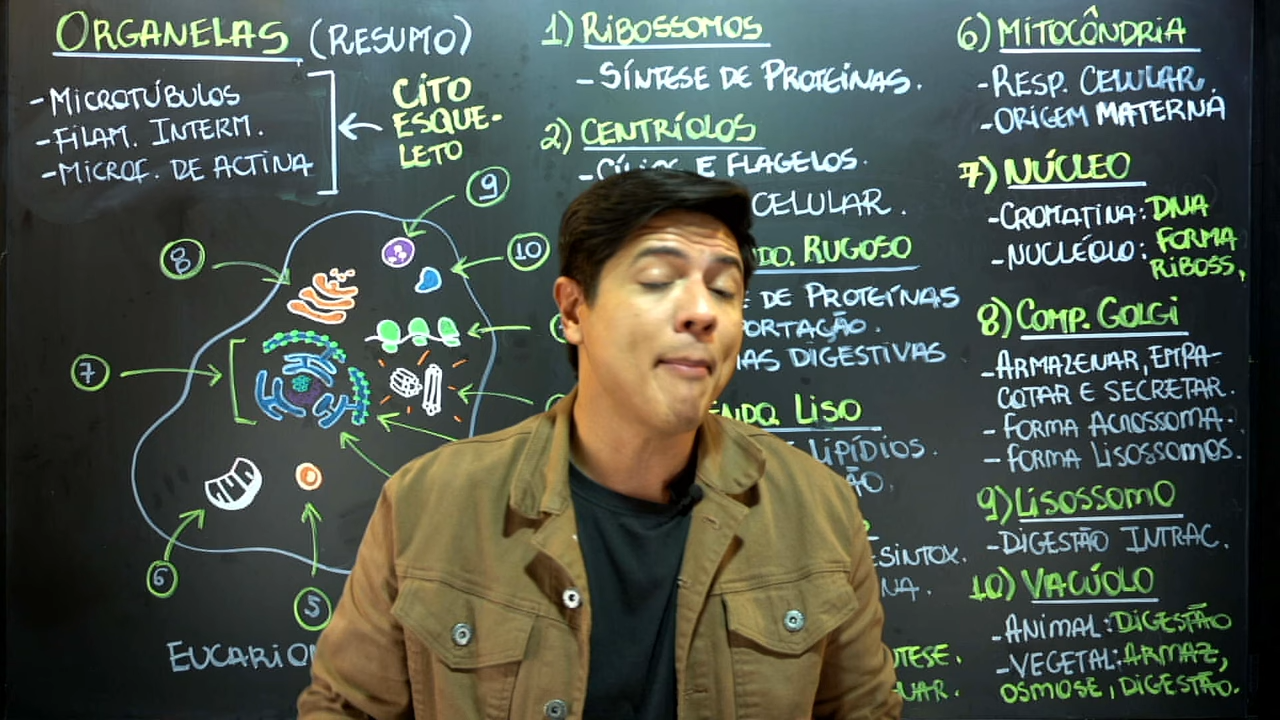 ORGANELAS (RESUMO)
- MICROTÚBULOS
- FILAM. INTERM.
- MICROF. DE ACTINA
CITO
ESQUE-
LETO
9
8
10
7
6
5
1) RIBOSSOMOS
- SÍNTESE DE PROTEÍNAS.
2) CENTRÍOLOS
- CÍLIOS E FLAGELOS.
CELULAR.
RUGOSO
E DE PROTEÍNAS
DIGESTIVAS
ENDO. LISO
LIPÍDIOS.
6) MITOCÔNDRIA
- RESP. CELULAR.
- ORIGEM MATERNA
7) NÚCLEO
- CROMATINA: DNA
- NUCLÉOLO: FORMA
RIBOSS.
8) COMP. GOLGI
- ARMAZENAR, EMPA-
COTAR E SECRETAR.
- FORMA ACROSSOMA.
- FORMA LISOSSOMOS.
9) LISOSSOMO
- DIGESTÃO INTRAC.
10) VACÚOLO
- ANIMAL: DIGESTÃO
- VEGETAL: ARMAZ,
OSMOSE, DIGESTÃO.